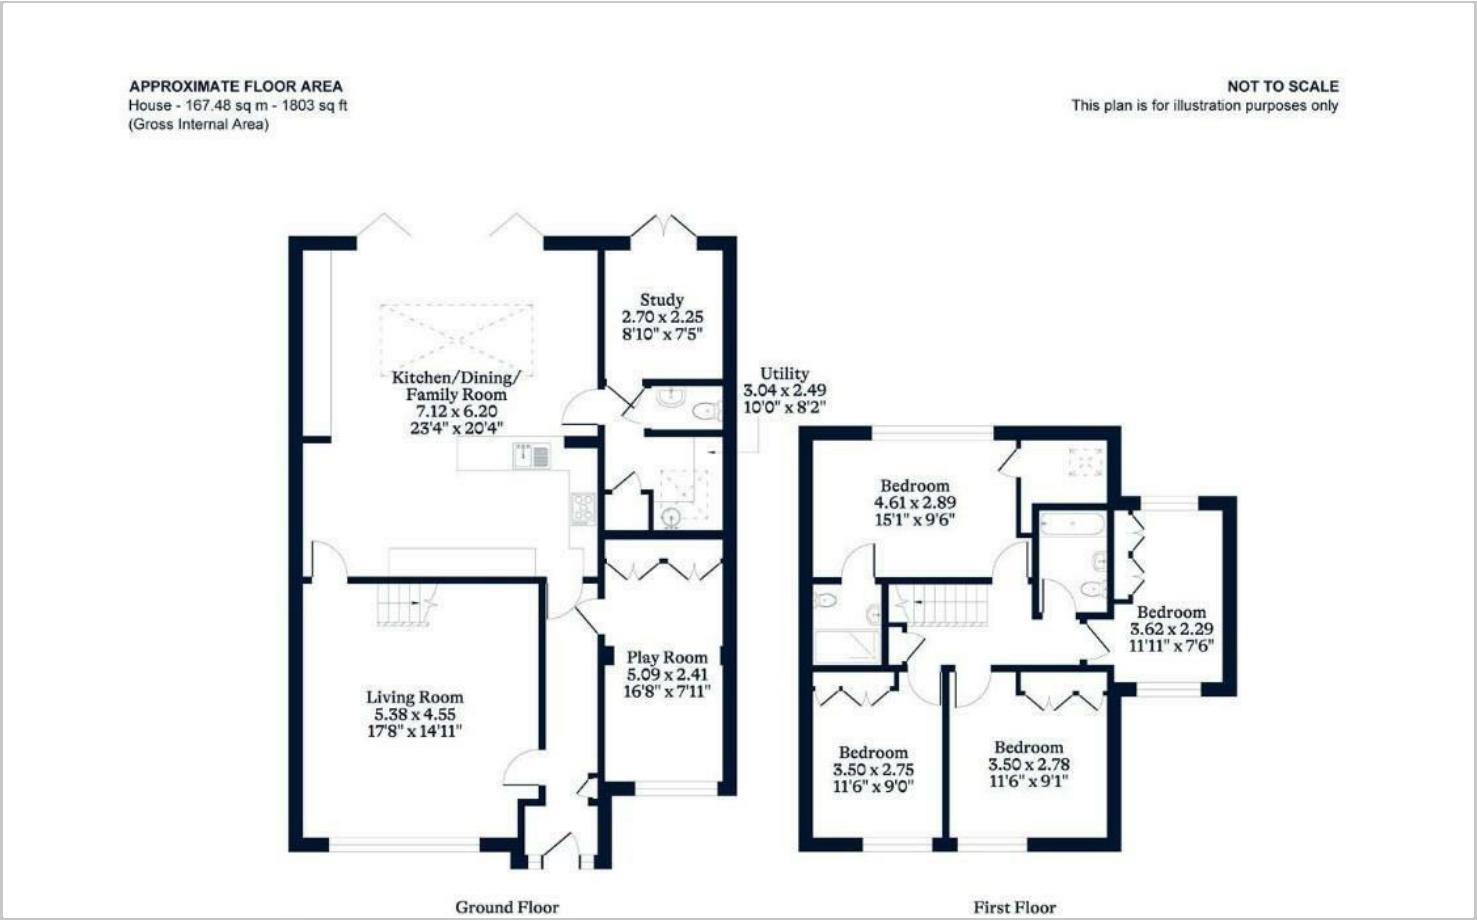 APPROXIMATE FLOOR AREA
House - 167.48 sq m - 1803 sq ft
(Gross Internal Area)
NOT TO SCALE
This plan is for illustration purposes only
Study
2.70 x 2.25
8'10" x 7'5"
Kitchen/Dining/
Family Room
7.12 x 6.20
23'4" x 20'4"
Utility
3.04 x 2.49
10'0" x 8'2"
Play Room
5.09 x 2.41
16'8" x 7'11"
Living Room
5.38 x 4.55
17'8" x 14'11"
Ground Floor
Bedroom
4.61 x 2.89
15'1" x 9'6"
Bedroom
3.62 x 2.29
11'11" x 7'6"
Bedroom
3.50 x 2.75
11'6" x 9'0"
Bedroom
3.50 x 2.78
11'6" x 9'1"
First Floor